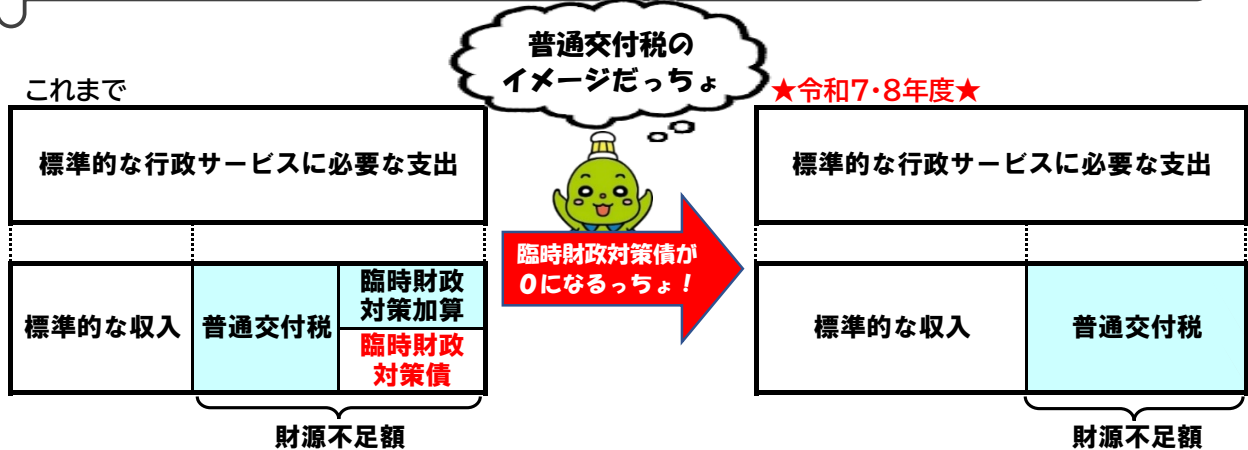 普通交付税の
イメージだっちょ
これまで
標準的な行政サービスに必要な支出
標準的な収入
普通交付税
臨時財政
対策加算
臨時財政
対策債
財源不足額
臨時財政対策債が
0になるっちょ！
★令和7・8年度★
標準的な行政サービスに必要な支出
標準的な収入
普通交付税
財源不足額